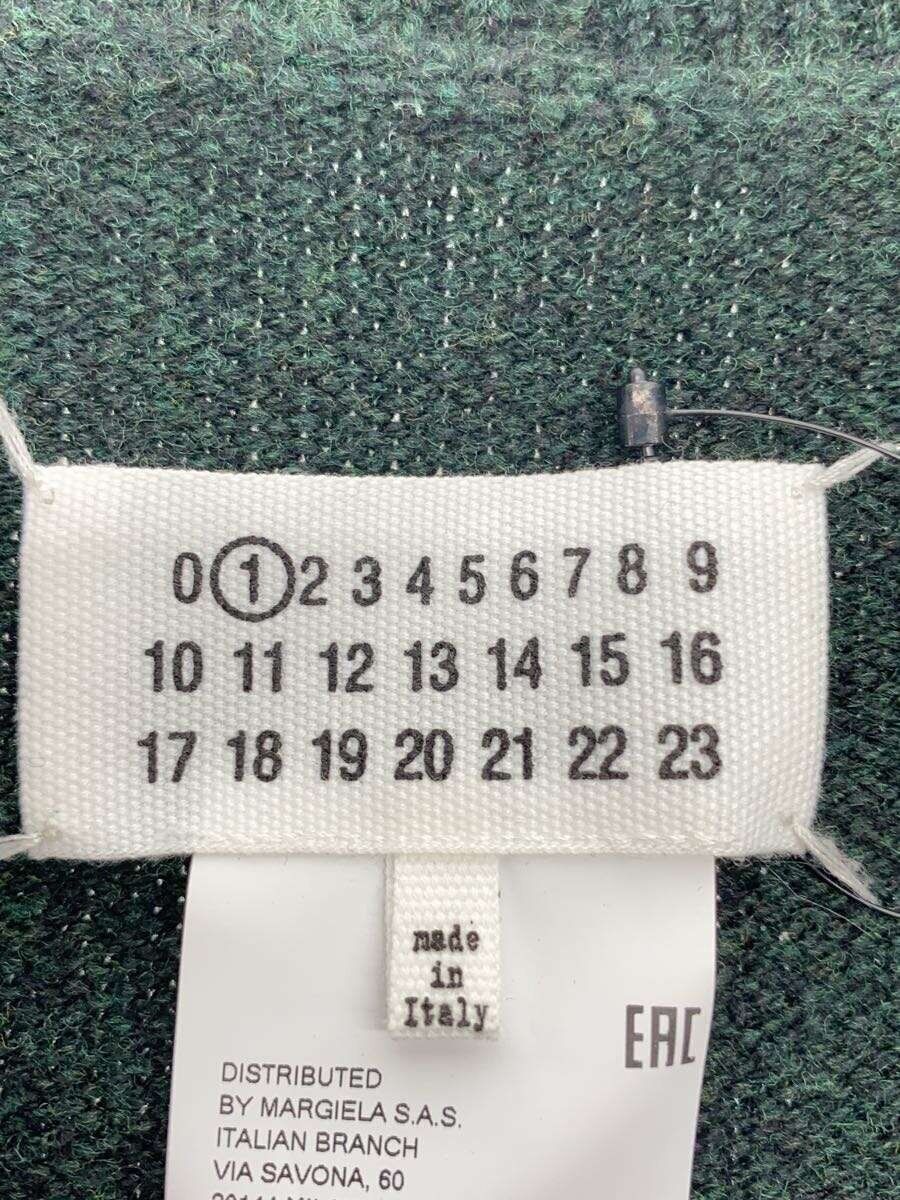 0 1 2 3 4 5 6 7 8 9
10 11 12 13 14 15 16
17 18 19 20 21 22 23
made
in
Italy
EAC
DISTRIBUTED
BY MARGIELA S.A.S.
ITALIAN BRANCH
VIA SAVONA, 60